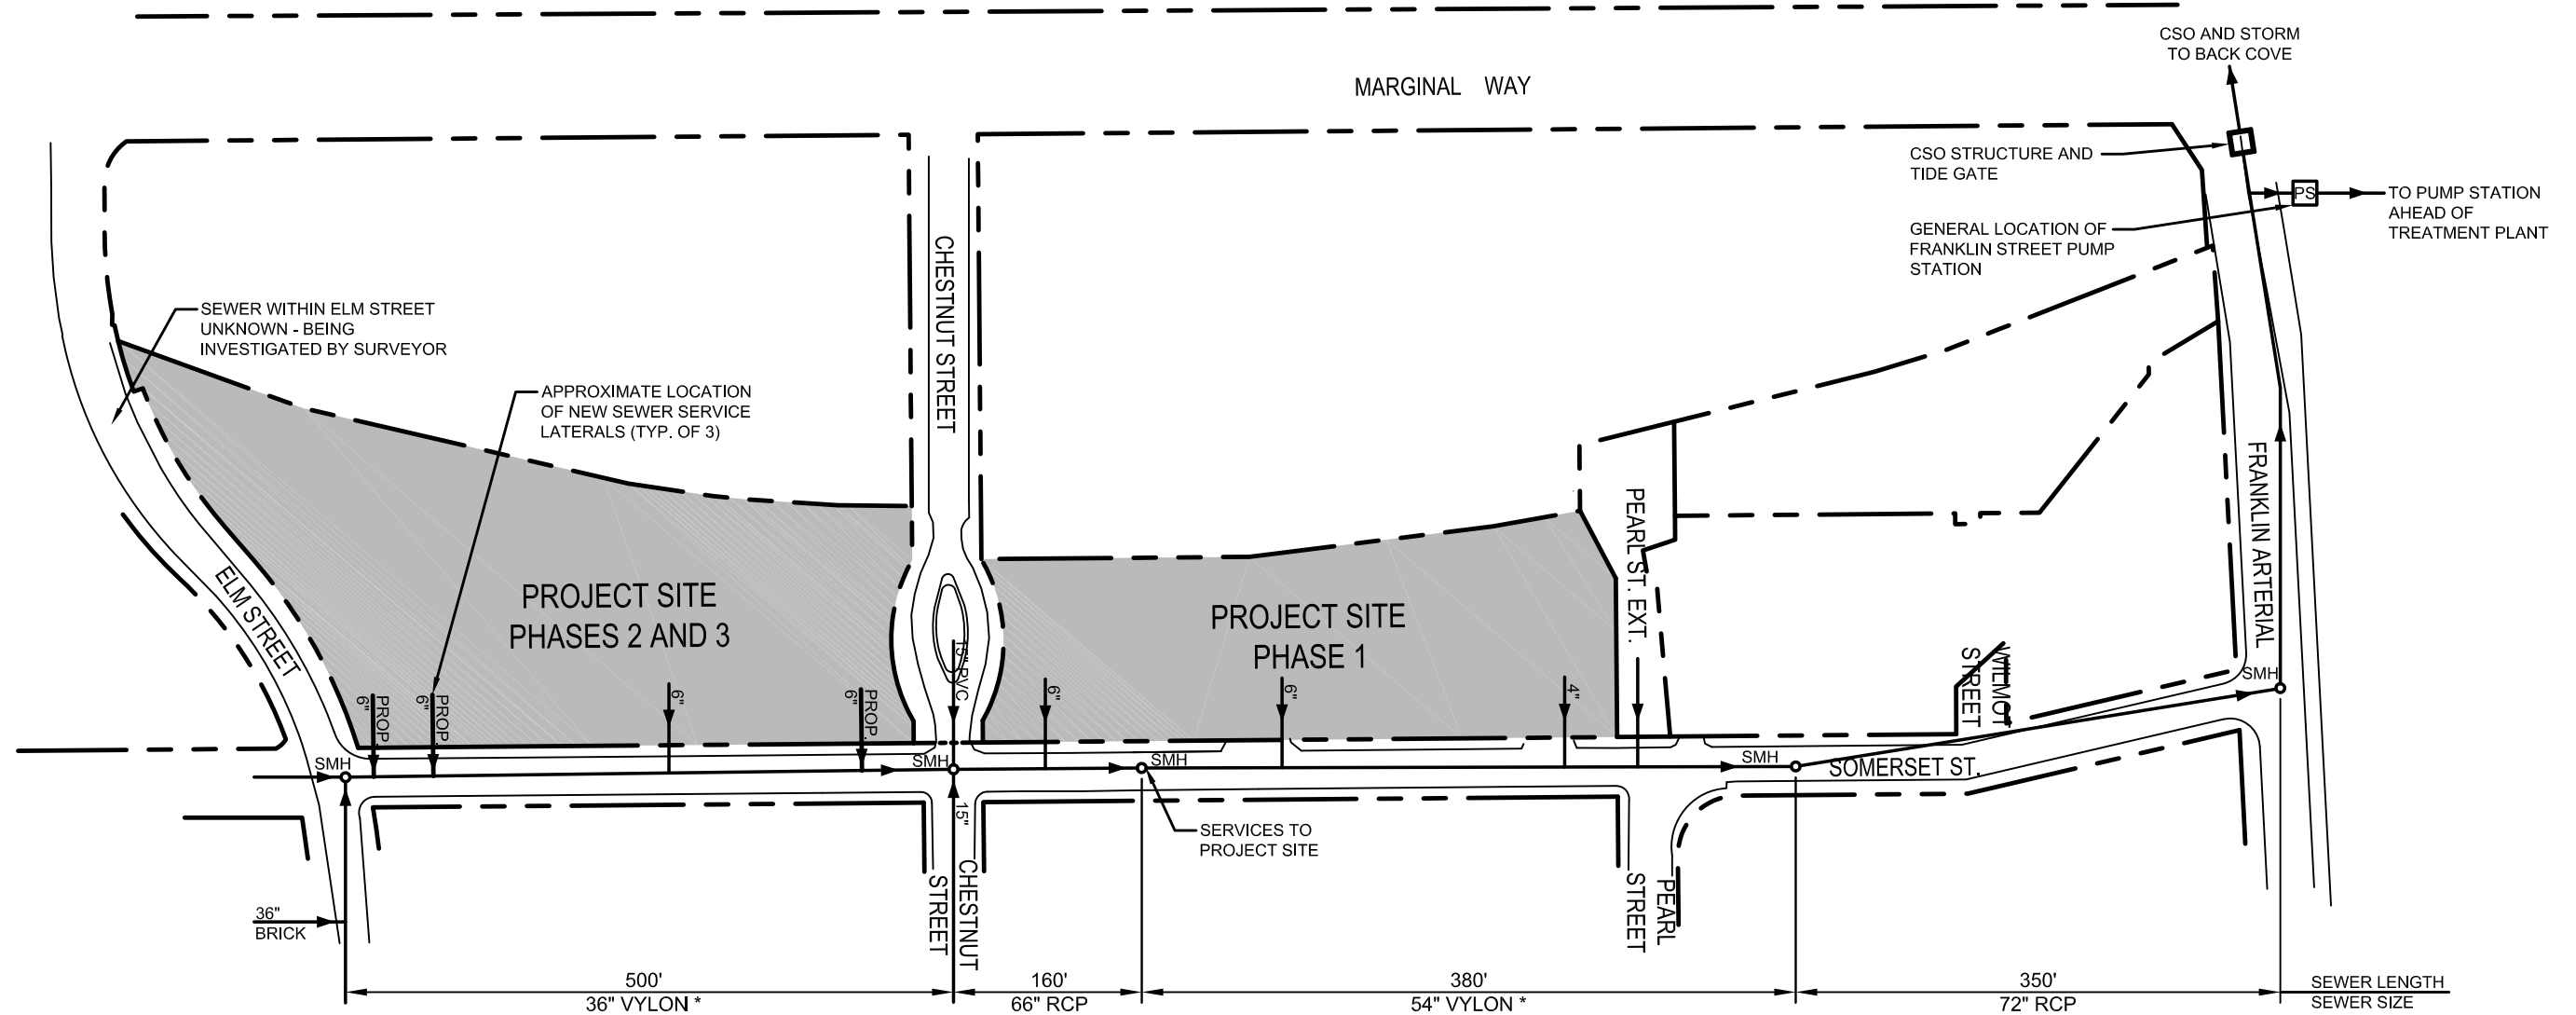 CSO AND STORM
TO BACK COVE
MARGINAL WAY
CSO STRUCTURE AND
TIDE GATE
PS
TO PUMP STATION
AHEAD OF
TREATMENT PLANT
GENERAL LOCATION OF
FRANKLIN STREET PUMP
STATION
CHESTNUT STREET
SEWER WITHIN ELM STREET
UNKNOWN - BEING
INVESTIGATED BY SURVEYOR
APPROXIMATE LOCATION
OF NEW SEWER SERVICE
LATERALS (TYP. OF 3)
ELM STREET
PROJECT SITE
PHASES 2 AND 3
PROJECT SITE
PHASE 1
PEARL ST. EXT.
FRANKLIN ARTERIAL
WILMOT
STREET
PROP.
6"
PROP.
6"
6"
PROP.
6"
15" PVC
6"
6"
4"
SMH
SMH
SMH
SMH
SMH
SOMERSET ST.
15"
SERVICES TO
PROJECT SITE
CHESTNUT
STREET
PEARL
STREET
36"
BRICK
500'
36" VYLON *
160'
66" RCP
380'
54" VYLON *
350'
72" RCP
SEWER LENGTH
SEWER SIZE